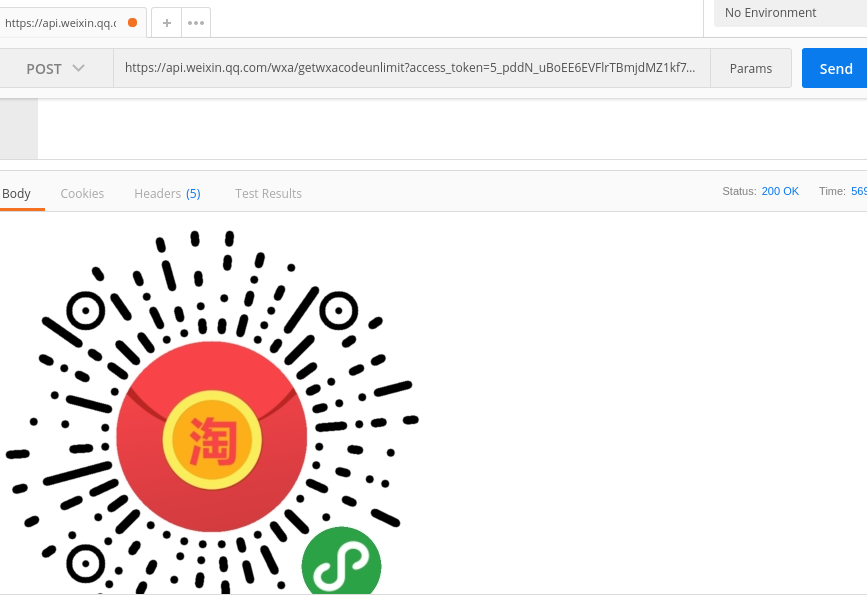 https://api.weixin.qq.c
No Environment
POST
https://api.weixin.qq.com/wxa/getwxacodeunlimit?access_token=5_pddN_uBoEE6EVFlrTBmjdMZ1kf7...
Params
Send
Body
Cookies
Headers (5)
Test Results
Status: 200 OK
Time: 569
淘